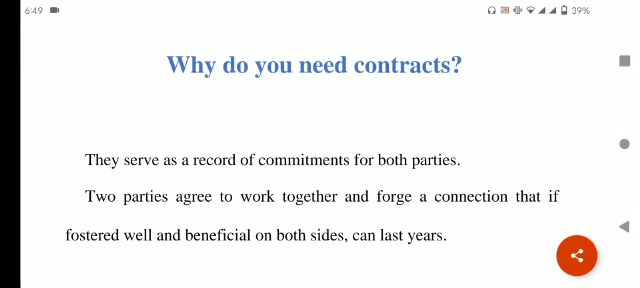 6:49
39%
Why do you need contracts?
They serve as a record of commitments for both parties.
Two parties agree to work together and forge a connection that if
fostered well and beneficial on both sides, can last years.